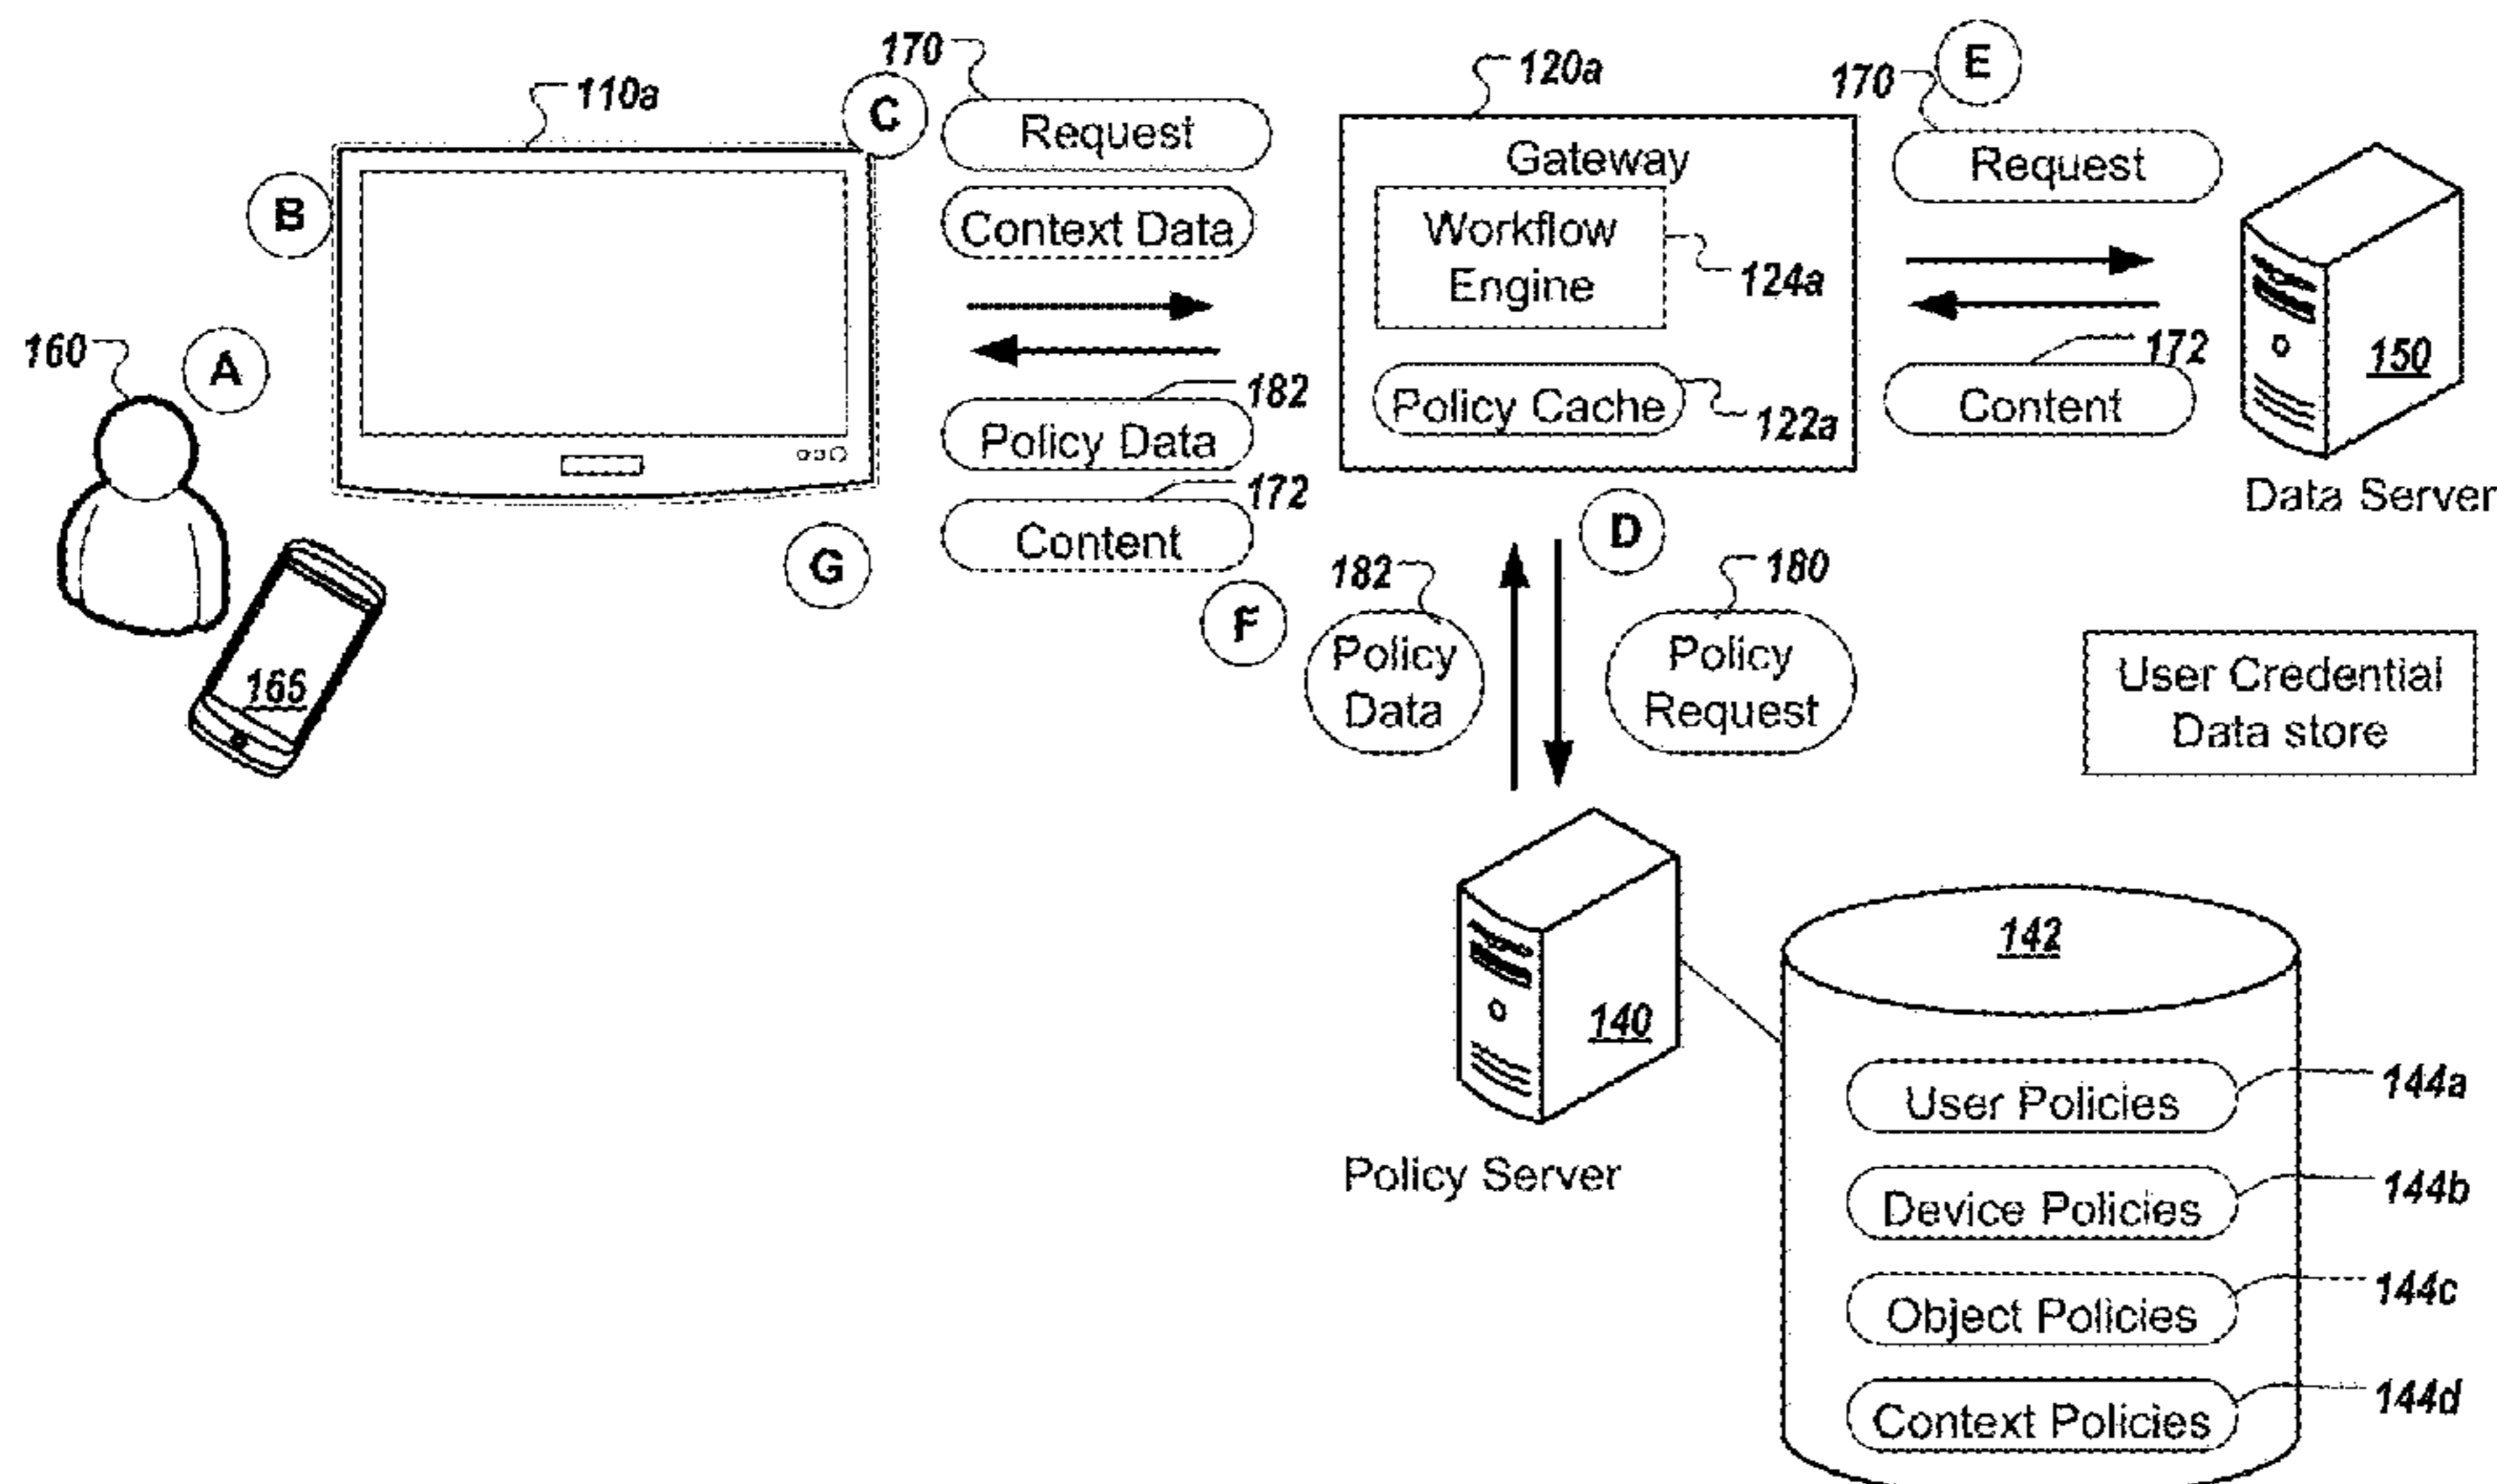 170
E
120a
170
110a
C
Request
Request
Gateway
B
Context Data
Workflow
Engine
124a
160
A
182
172
150
Policy Data
Policy Cache
122a
Content
172
Data Server
Content
G
D
182
180
F
Policy
Data
Policy
Request
User Credential
Data store
165
142
140
144a
User Policies
Policy Server
144b
Device Policies
144c
Object Policies
144d
Context Policies